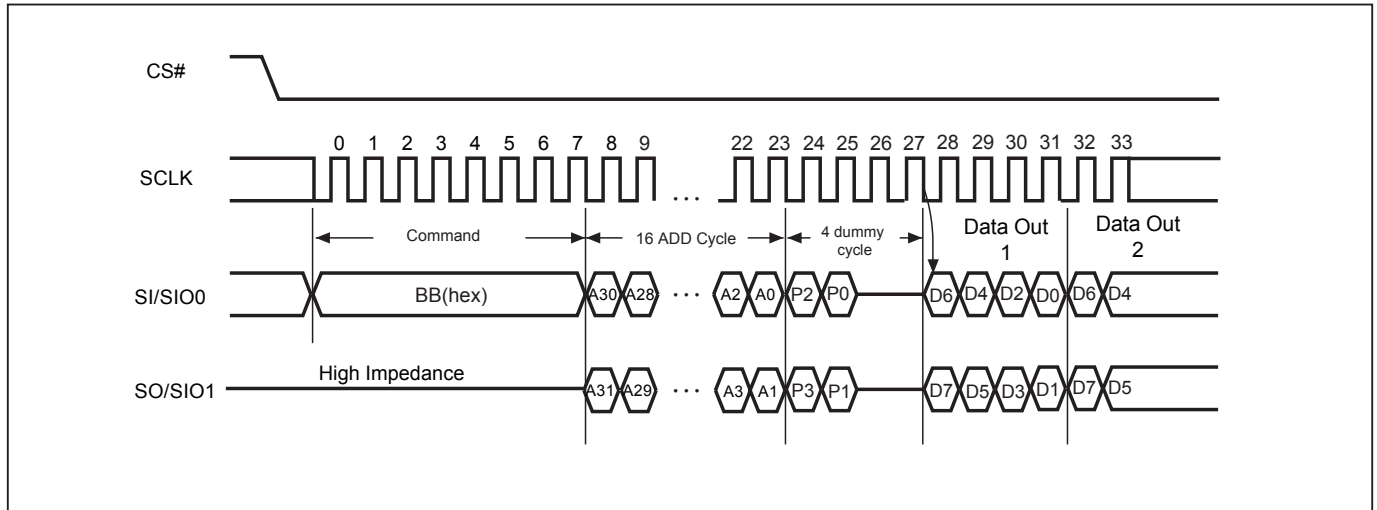 CS#
0 1 2 3 4 5 6 7 8 9 22 23 24 25 26 27 28 29 30 31 32 33
SCLK
...
Command
16 ADD Cycle
4 dummy
cycle
Data Out
1
Data Out
2
SI/SIO0
BB(hex)
A30 A28 ... A2 A0 P2 P0 D6 D4 D2 D0 D6 D4
High Impedance
SO/SIO1
A31 A29 ... A3 A1 P3 P1 D7 D5 D3 D1 D7 D5